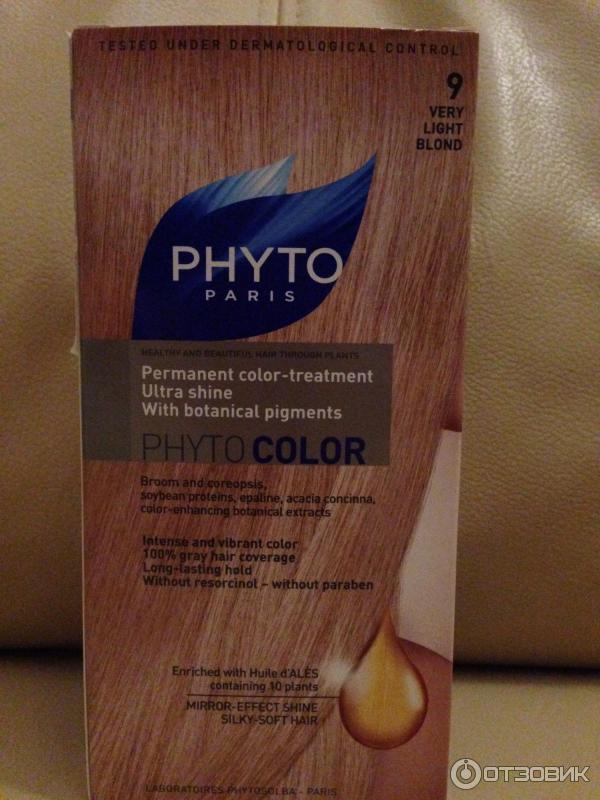 TESTED UNDER DERMATOLOGICAL CONTROL
9
VERY
LIGHT
BLOND
PHYTO
PARIS
HEALTHY AND BEAUTIFUL HAIR THROUGH PLANTS
Permanent color-treatment
Ultra shine
With botanical pigments
PHYTOCOLOR
Broom and coreopsis,
soybean proteins, epaline, acacia concinna,
color-enhancing botanical extracts
Intense and vibrant color
100% gray hair coverage
Long-lasting hold
Without resorcinol – without paraben
Enriched with Huile d'ALÈS
containing 10 plants
MIRROR-EFFECT SHINE
SILKY-SOFT HAIR
LABORATOIRES PHYTOSOLBA - PARIS
ОТЗОВИК